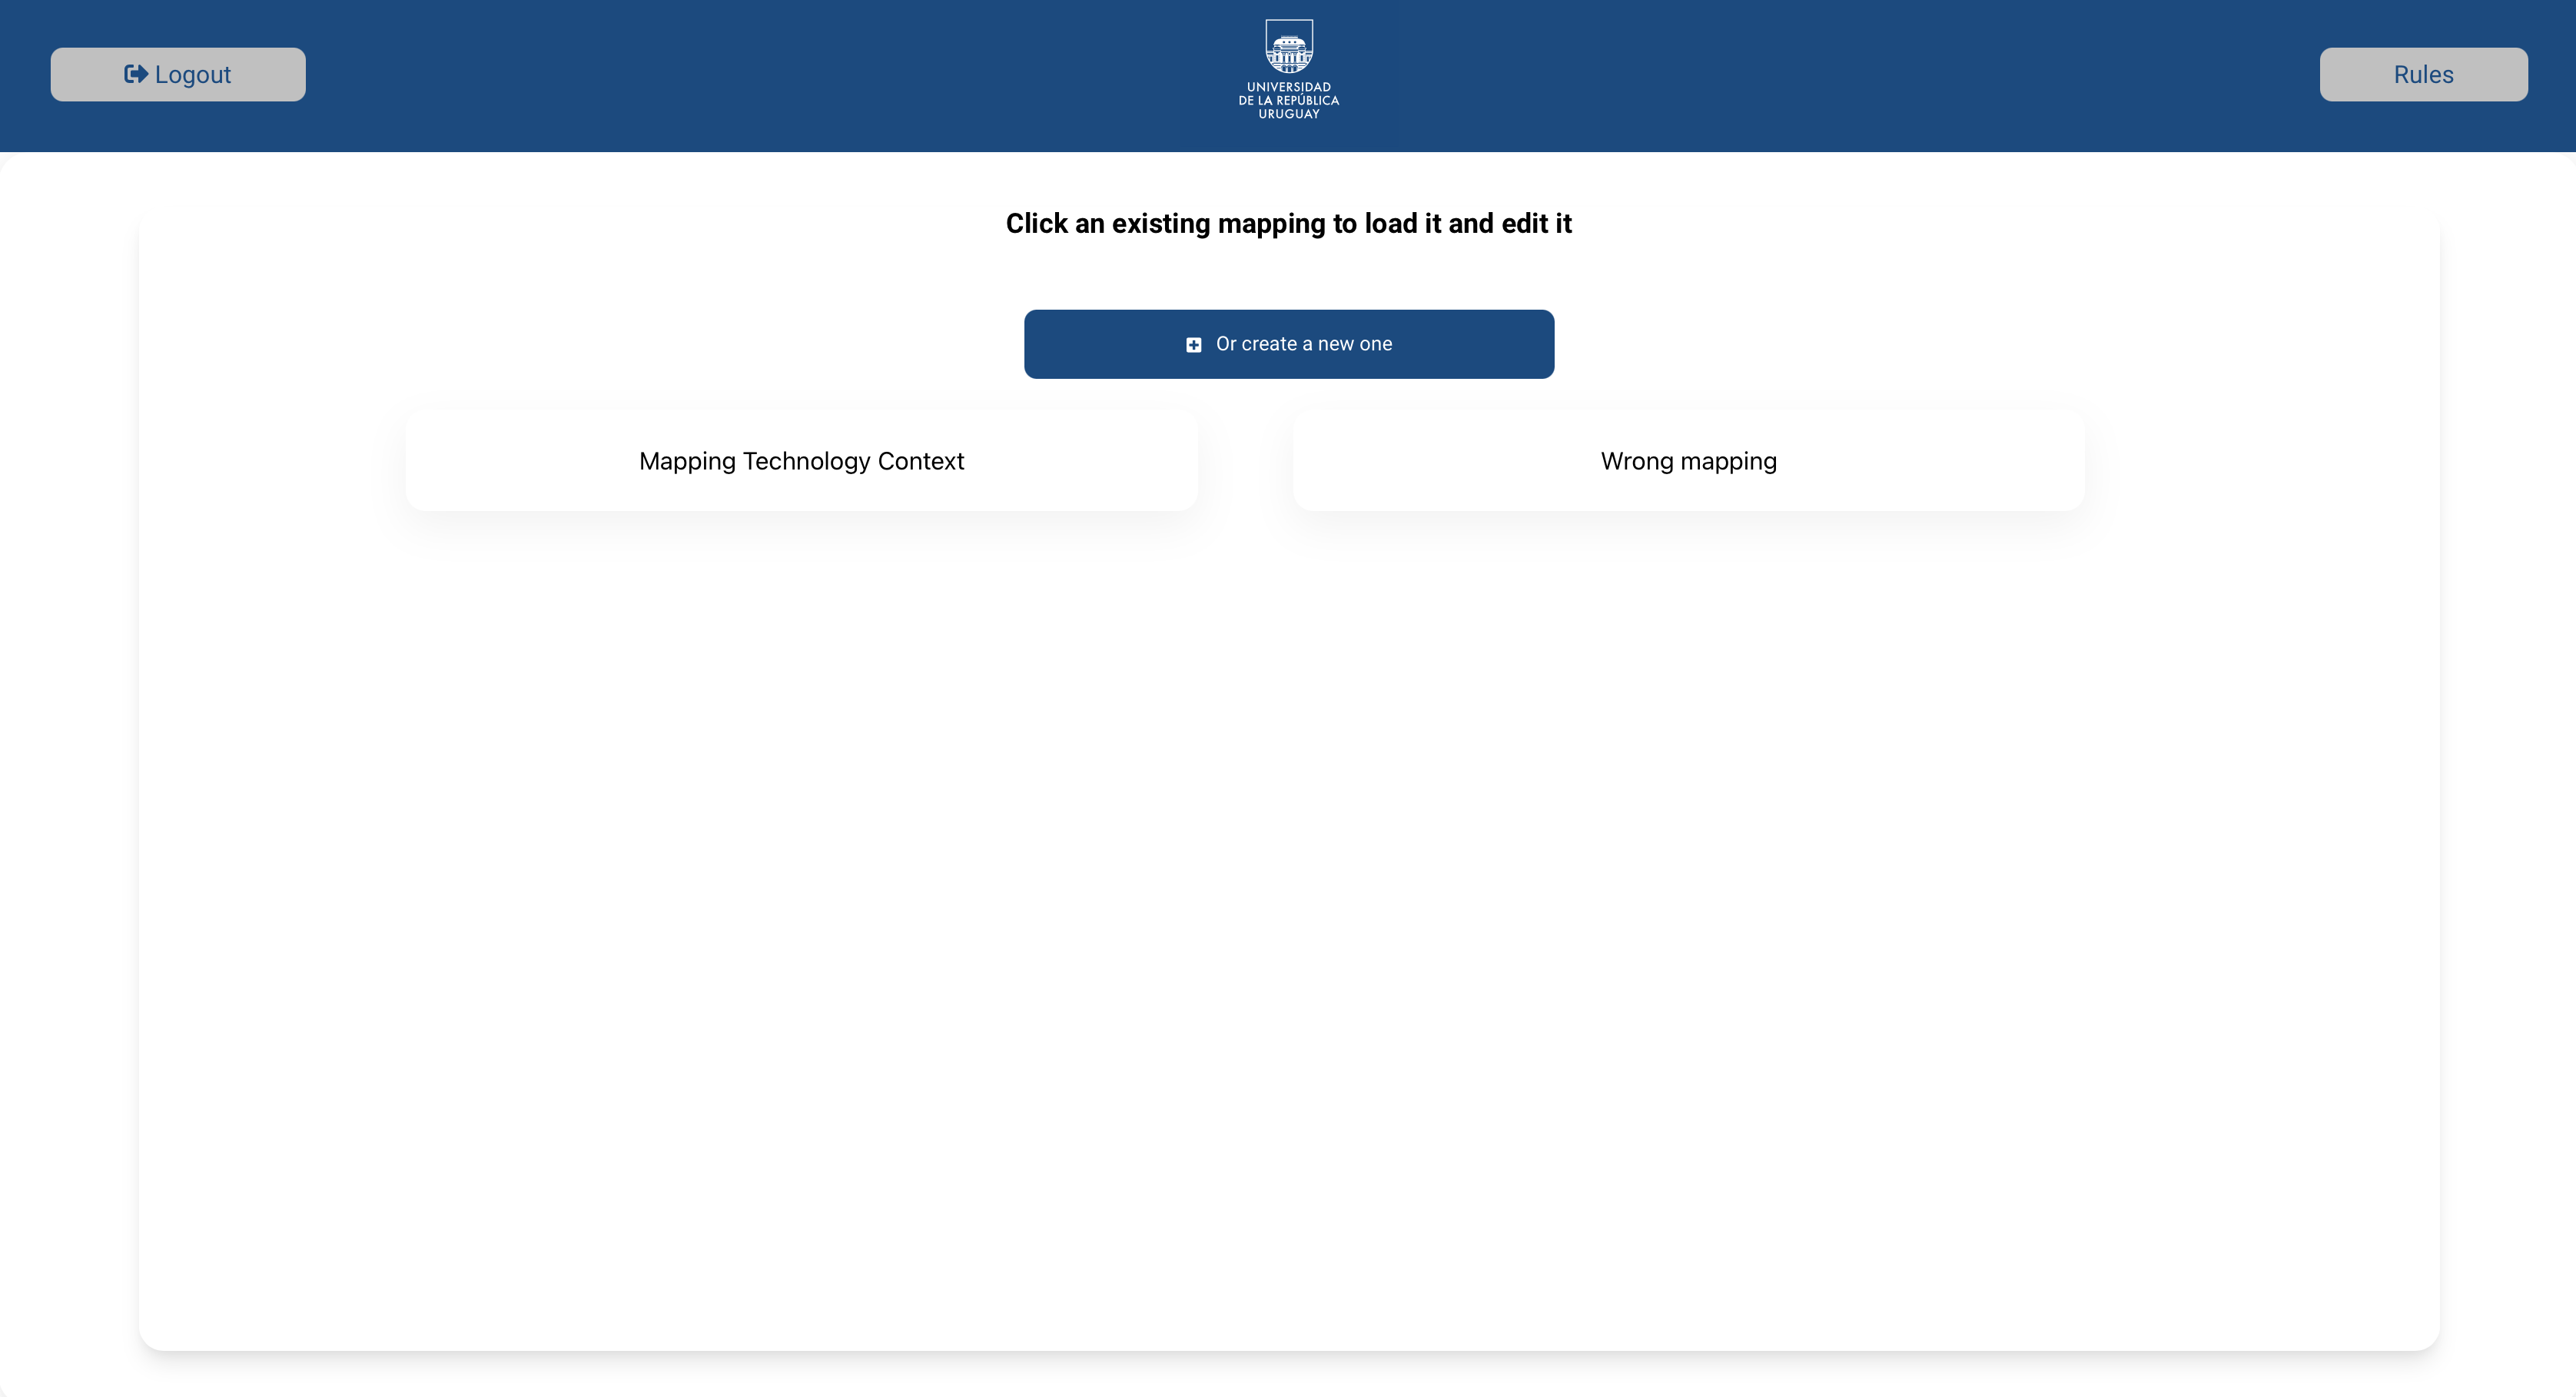 Logout
UNIVERSIDAD
DE LA REPÚBLICA
URUGUAY
Rules
Click an existing mapping to load it and edit it
Or create a new one
Mapping Technology Context
Wrong mapping